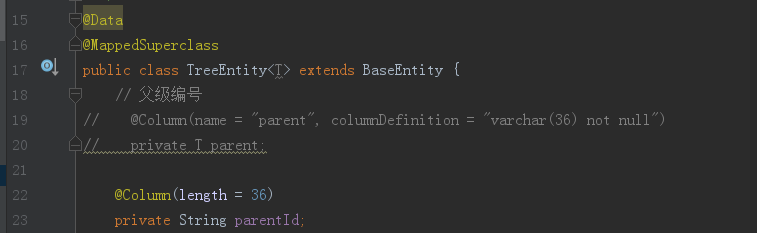 15 @Data
16 @MappedSuperclass
17 public class TreeEntity<T> extends BaseEntity {
18 // 父级编号
19 // @Column(name = "parent", columnDefinition = "varchar(36) not null")
20 // private T parent;
21
22 @Column(length = 36)
23 private String parentId;